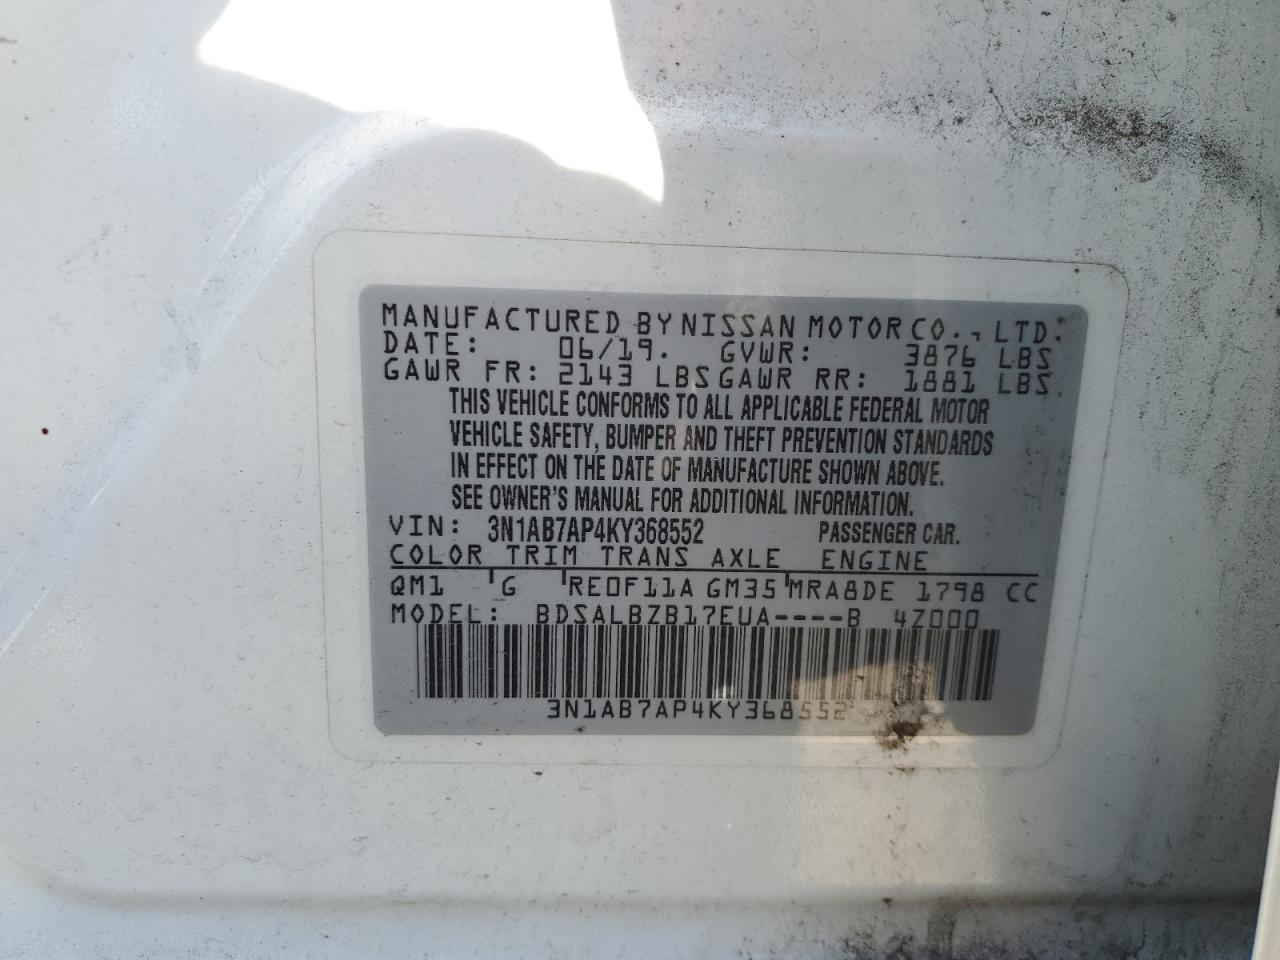 MANUFACTURED BY NISSAN MOTOR CO., LTD.
DATE: 06/19. GVWR: 3876 LBS
GAWR FR: 2143 LBS GAWR RR: 1881 LBS
THIS VEHICLE CONFORMS TO ALL APPLICABLE FEDERAL MOTOR
VEHICLE SAFETY, BUMPER AND THEFT PREVENTION STANDARDS
IN EFFECT ON THE DATE OF MANUFACTURE SHOWN ABOVE.
SEE OWNER'S MANUAL FOR ADDITIONAL INFORMATION.
VIN: 3N1AB7AP4KY368552 PASSENGER CAR.
COLOR TRIM TRANS AXLE ENGINE
QM1 G RE0F11A GM35 MRA8DE 1798 CC
MODEL: BDSALBZB17EUA----B 4Z000
3N1AB7AP4KY368552